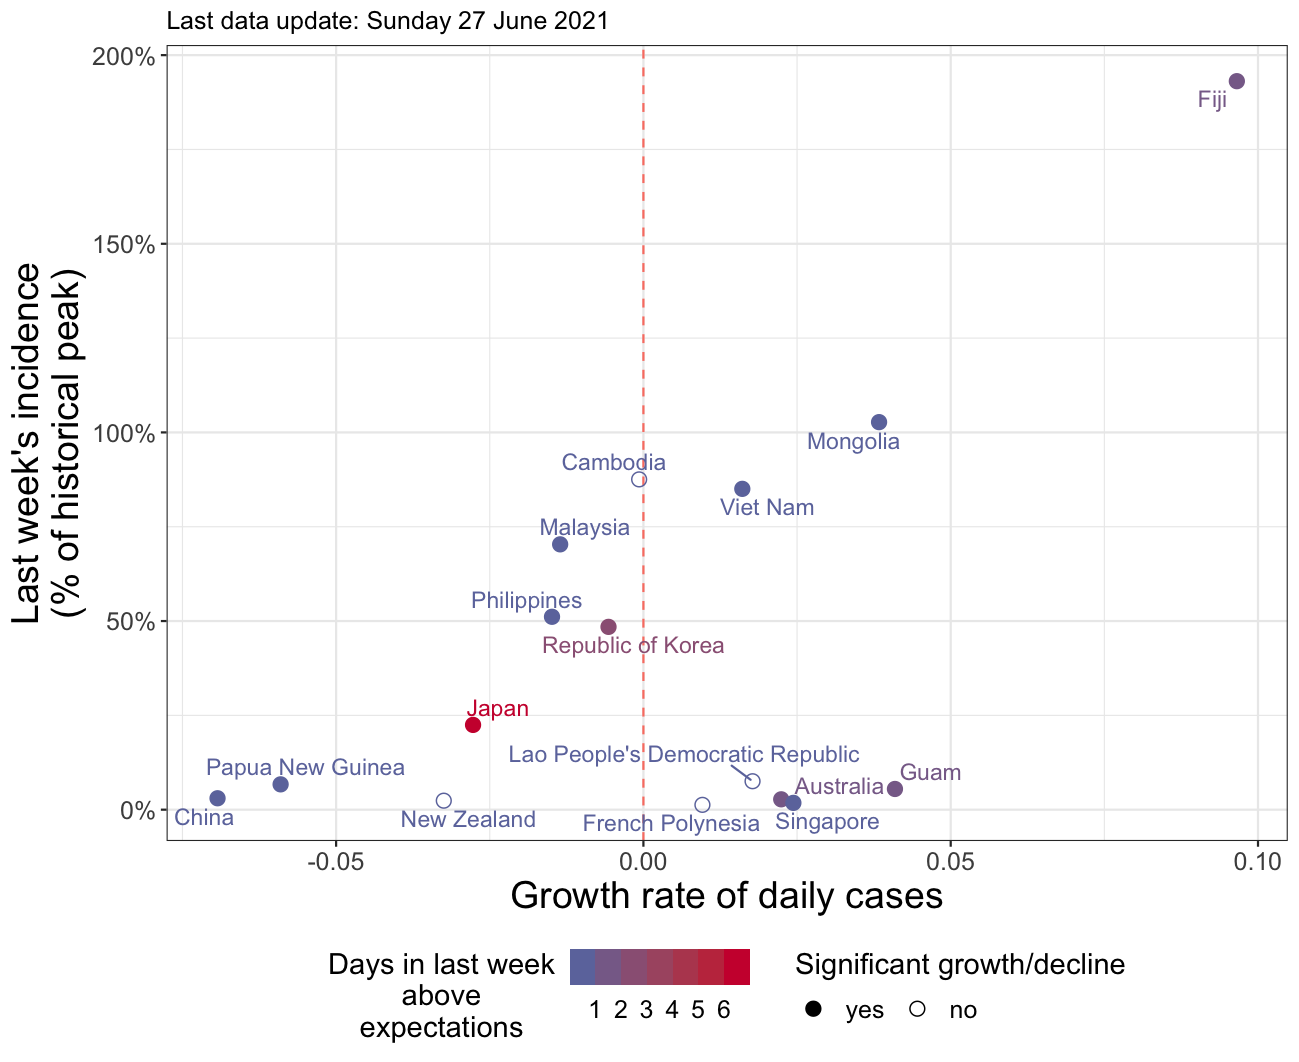 Last data update: Sunday 27 June 2021
200%
150%
100%
50%
0%
Last week's incidence
(% of historical peak)
Fiji
Mongolia
Cambodia
Viet Nam
Malaysia
Philippines
Republic of Korea
Japan
Lao People's Democratic Republic
Papua New Guinea
Guam
Australia
China
New Zealand
French Polynesia
Singapore
-0.05
0.00
0.05
0.10
Growth rate of daily cases
Days in last week
above
expectations
1 2 3 4 5 6
Significant growth/decline
yes
no